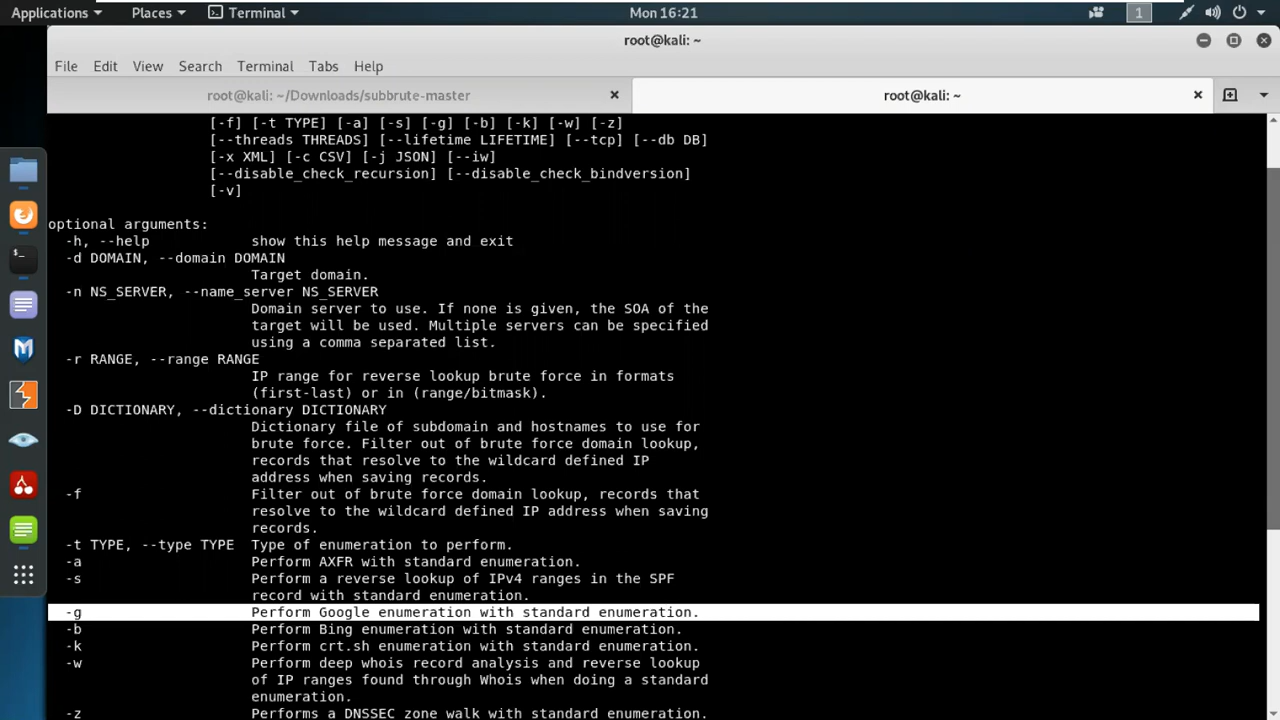 Applications
Places
Terminal
Mon 16:21
1
root@kali: ~
File Edit View Search Terminal Tabs Help
root@kali: ~/Downloads/subbrute-master
root@kali: ~
[-f] [-t TYPE] [-a] [-s] [-g] [-b] [-k] [-w] [-z]
[--threads THREADS] [--lifetime LIFETIME] [--tcp] [--db DB]
[-x XML] [-c CSV] [-j JSON] [--iw]
[--disable_check_recursion] [--disable_check_bindversion]
[-v]
optional arguments:
-h, --help show this help message and exit
-d DOMAIN, --domain DOMAIN
Target domain.
-n NS_SERVER, --name_server NS_SERVER
Domain server to use. If none is given, the SOA of the
target will be used. Multiple servers can be specified
using a comma separated list.
-r RANGE, --range RANGE
IP range for reverse lookup brute force in formats
(first-last) or in (range/bitmask).
-D DICTIONARY, --dictionary DICTIONARY
Dictionary file of subdomain and hostnames to use for
brute force. Filter out of brute force domain lookup,
records that resolve to the wildcard defined IP
address when saving records.
-f Filter out of brute force domain lookup, records that
resolve to the wildcard defined IP address when saving
records.
-t TYPE, --type TYPE Type of enumeration to perform.
-a Perform AXFR with standard enumeration.
-s Perform a reverse lookup of IPv4 ranges in the SPF
record with standard enumeration.
-g Perform Google enumeration with standard enumeration.
-b Perform Bing enumeration with standard enumeration.
-k Perform crt.sh enumeration with standard enumeration.
-w Perform deep whois record analysis and reverse lookup
of IP ranges found through Whois when doing a standard
enumeration.
-z Performs a DNSSEC zone walk with standard enumeration.